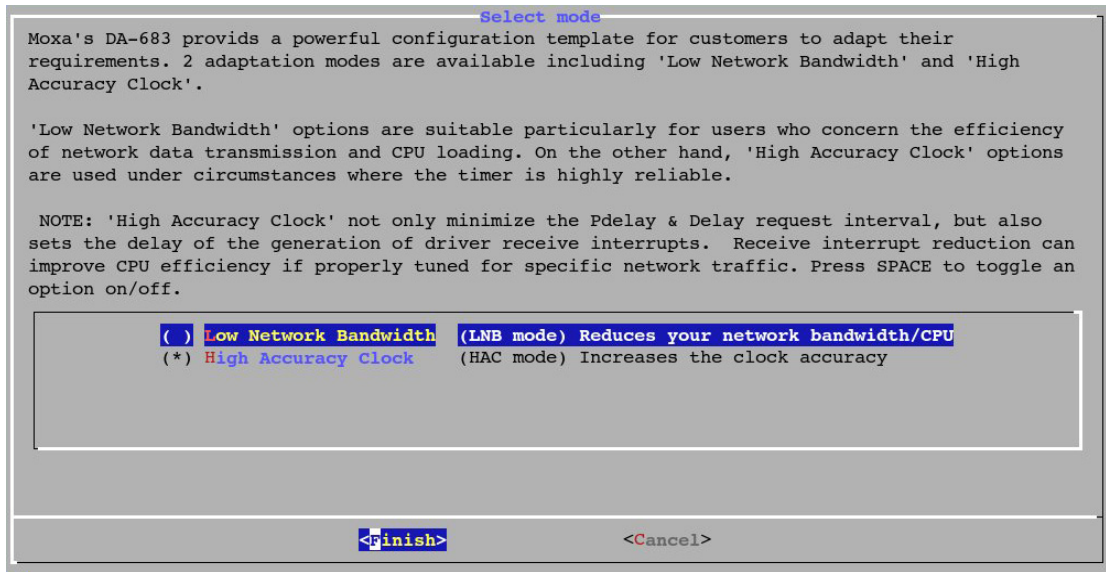 Select mode
Moxa's DA-683 provids a powerful configuration template for customers to adapt their
requirements. 2 adaptation modes are available including 'Low Network Bandwidth' and 'High
Accuracy Clock'.
'Low Network Bandwidth' options are suitable particularly for users who concern the efficiency
of network data transmission and CPU loading. On the other hand, 'High Accuracy Clock' options
are used under circumstances where the timer is highly reliable.
NOTE: 'High Accuracy Clock' not only minimize the Pdelay & Delay request interval, but also
sets the delay of the generation of driver receive interrupts.  Receive interrupt reduction can
improve CPU efficiency if properly tuned for specific network traffic. Press SPACE to toggle an
option on/off.
( ) Low Network Bandwidth (LNB mode) Reduces your network bandwidth/CPU
(*) High Accuracy Clock (HAC mode) Increases the clock accuracy
<Finish> <Cancel>